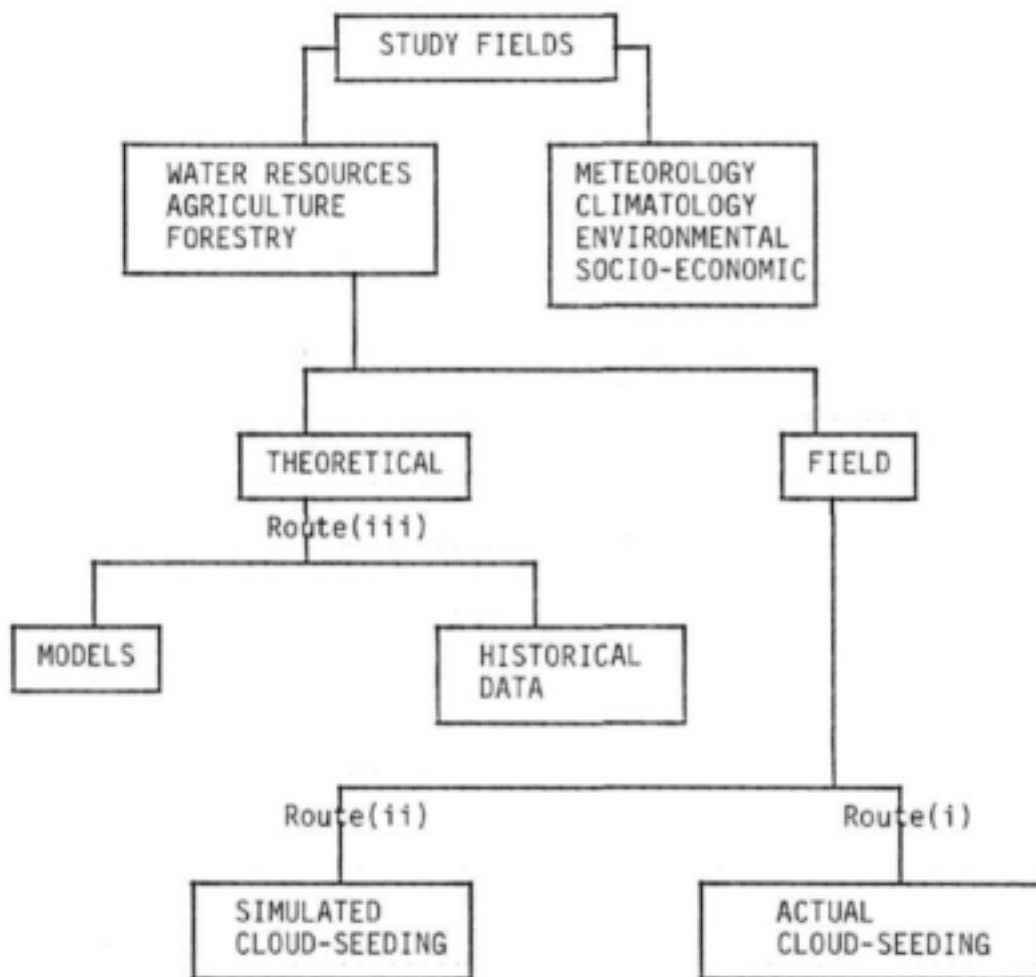 STUDY FIELDS
WATER RESOURCES
AGRICULTURE
FORESTRY
METEOROLOGY
CLIMATOLOGY
ENVIRONMENTAL
SOCIO-ECONOMIC
THEORETICAL
FIELD
Route(iii)
MODELS
HISTORICAL
DATA
Route(ii)
Route(i)
SIMULATED
CLOUD-SEEDING
ACTUAL
CLOUD-SEEDING